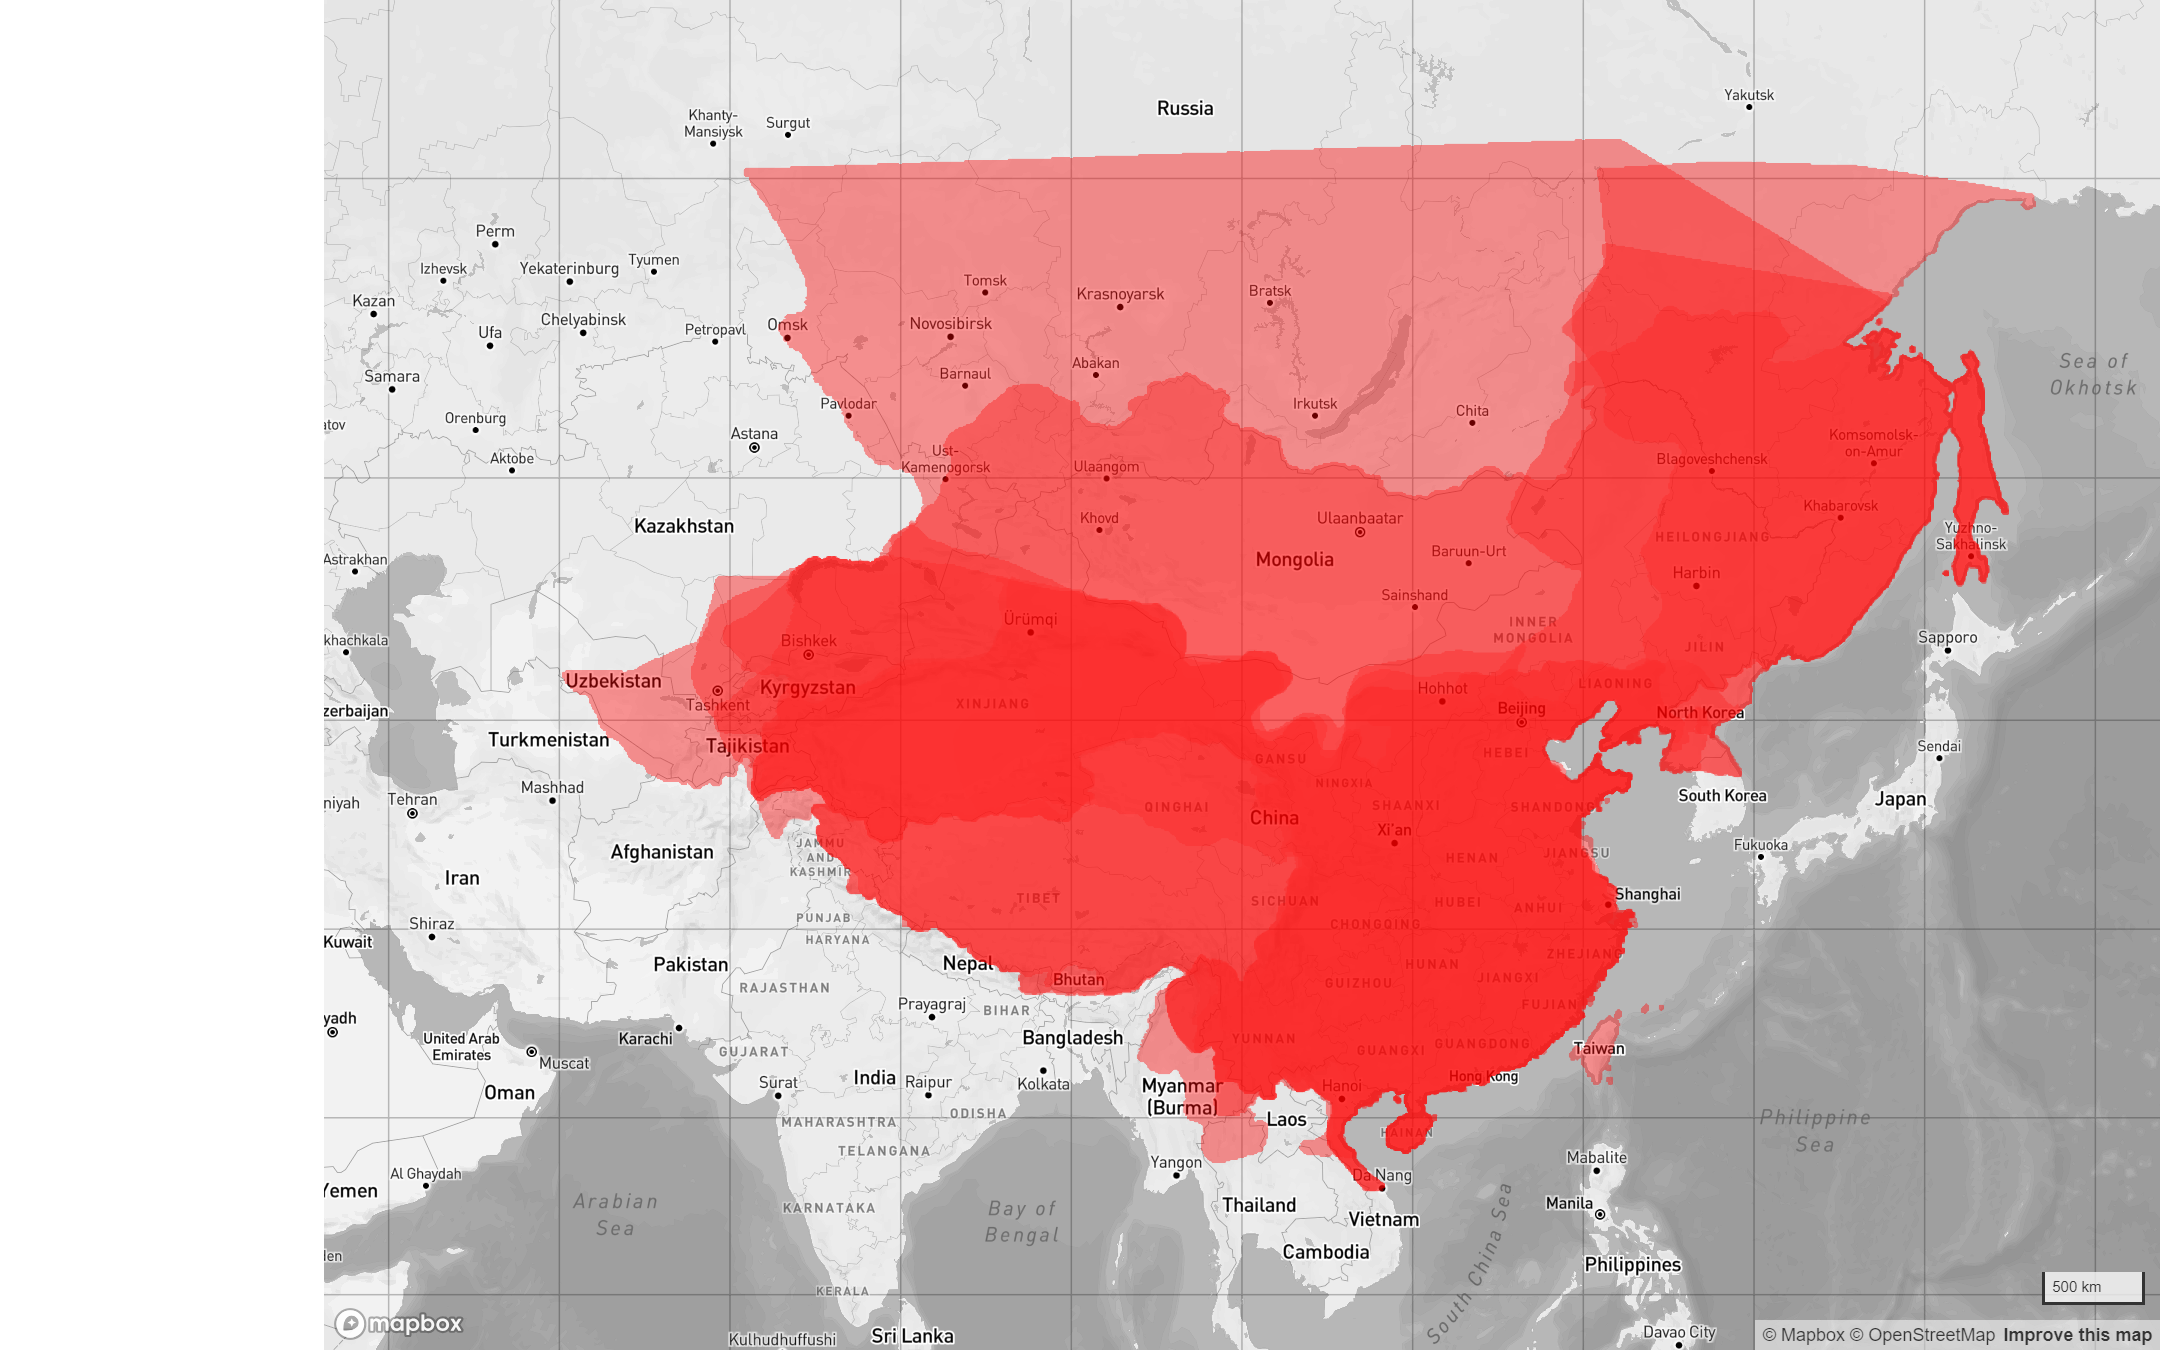 Russia
Yakutsk
Khanty-
Mansiysk
Surgut
Perm
Izhevsk
Yekaterinburg
Tyumen
Kazan
Chelyabinsk
Ufa
Petropavl
Omsk
Tomsk
Krasnoyarsk
Bratsk
Novosibirsk
Samara
Barnaul
Abakan
Sea of
Okhotsk
Orenburg
Pavlodar
Irkutsk
Chita
atov
Astana
Komsomolsk-
on-Amur
Aktobe
Ust-
Kamenogorsk
Ulaangom
Blagoveshchensk
Kazakhstan
Khovd
Ulaanbaatar
Khabarovsk
Mongolia
Baruun-Urt
HEILONGJIANG
Yuzhno-
Sakhalinsk
Astrakhan
Harbin
Sainshand
Ürümqi
INNER
MONGOLIA
khachkala
Bishkek
JILIN
Sapporo
Uzbekistan
Kyrgyzstan
Tashkent
XINJIANG
Hohhot
LIAONING
zerbaijan
Beijing
North Korea
Turkmenistan
Tajikistan
HEBEI
Sendai
GANSU
NINGXIA
Mashhad
niyah
Tehran
QINGHAI
China
SHAANXI
SHANDONG
South Korea
Japan
Xi'an
Afghanistan
JAMMU
AND
KASHMIR
HENAN
JIANGSU
Fukuoka
Iran
TIBET
SICHUAN
HUBEI
ANHUI
Shanghai
Shiraz
PUNJAB
CHONGQING
Kuwait
HARYANA
Pakistan
Nepal
Bhutan
HUNAN
JIANGXI
ZHEJIANG
RAJASTHAN
GUIZHOU
Prayagraj
BIHAR
FUJIAN
yadh
Karachi
United Arab
Emirates
Bangladesh
YUNNAN
GUANGXI
GUANGDONG
Taiwan
Muscat
GUJARAT
India
Surat
Raipur
Kolkata
Myanmar
(Burma)
Hanoi
Hong Kong
Oman
ODISHA
Laos
MAHARASHTRA
HAINAN
Philippine
Sea
TELANGANA
Yangon
Mabalite
Al Ghaydah
Da Nang
Yemen
Arabian
Sea
KARNATAKA
Bay of
Bengal
Thailand
Vietnam
Manila
South China Sea
Cambodia
Philippines
den
KERALA
500 km
mapbox
Kulhudhuffushi
Sri Lanka
Davao City
© Mapbox © OpenStreetMap Improve this map